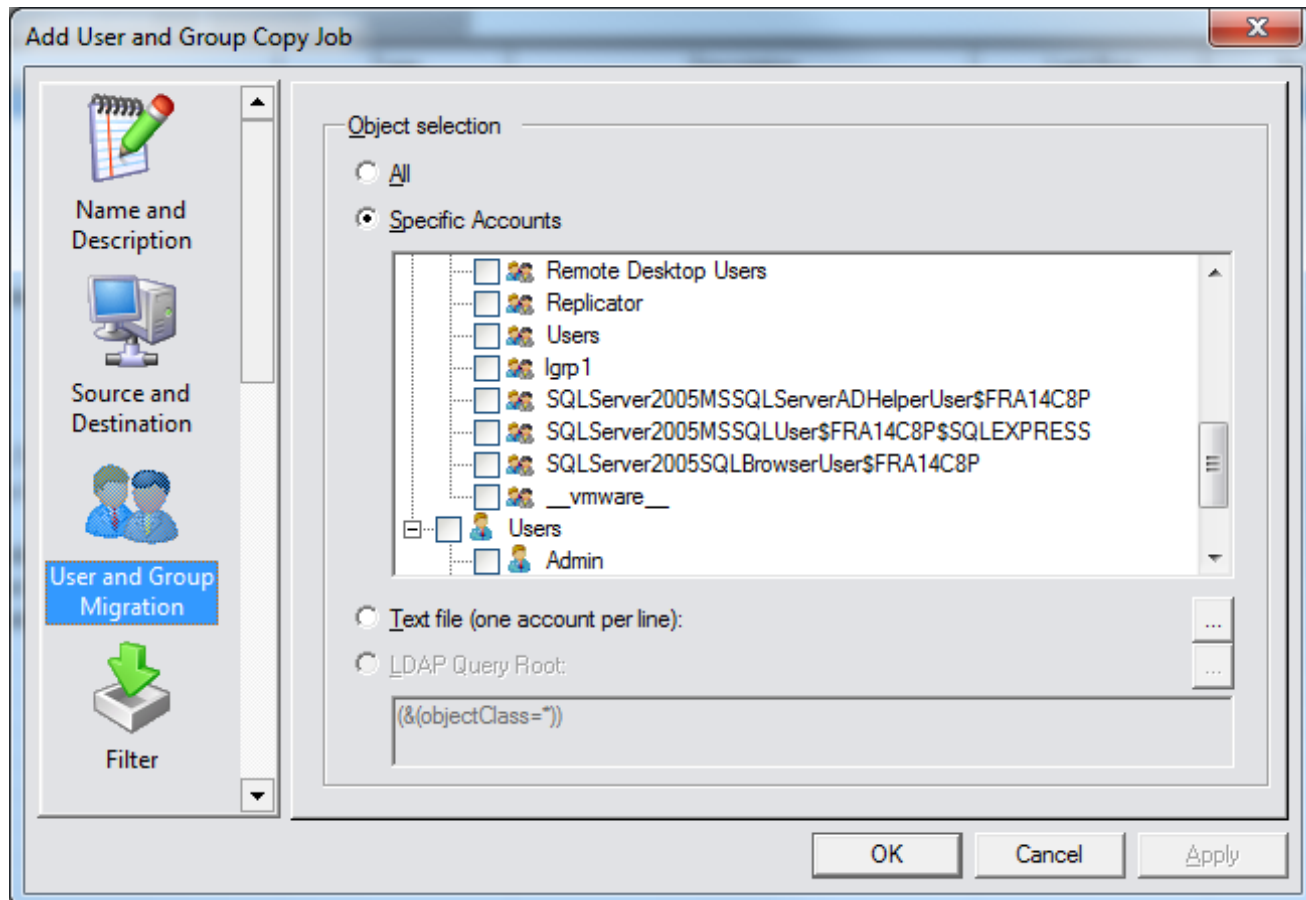 Add User and Group Copy Job
Name and
Description
Source and
Destination
User and Group
Migration
Filter
Object selection
All
Specific Accounts
Remote Desktop Users
Replicator
Users
lgrp1
SQLServer2005MSSQLServerADHelperUser$FRA14C8P
SQLServer2005MSSQLUser$FRA14C8P$SQLEXPRESS
SQLServer2005SQLBrowserUser$FRA14C8P
__vmware__
Users
Admin
Text file (one account per line):
...
LDAP Query Root:
...
(&(objectClass=*))
OK
Cancel
Apply